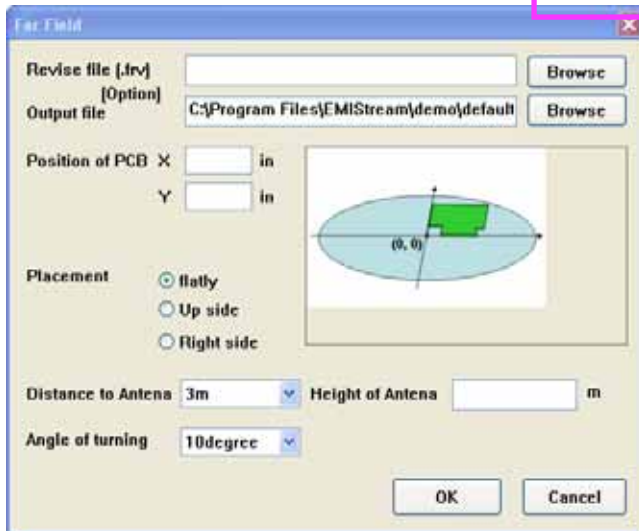 Far Field
Revise file (.frv)
Browse
[Option]
Output file
C:\Program Files\EMIStream\demo\default
Browse
Position of PCB X
in
Y
in
(0, 0)
Placement
flatly
Up side
Right side
Distance to Antena
3m
Height of Antena
m
Angle of turning
10degree
OK
Cancel